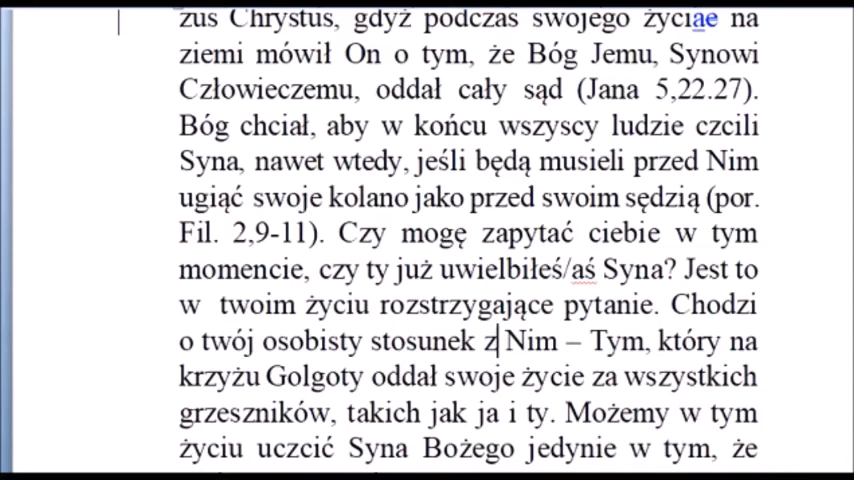 zus Chrystus, gdyż podczas swojego życiae na
ziemi mówił On o tym, że Bóg Jemu, Synowi
Człowieczemu, oddał cały sąd (Jana 5,22.27).
Bóg chciał, aby w końcu wszyscy ludzie czcili
Syna, nawet wtedy, jeśli będą musieli przed Nim
ugiąć swoje kolano jako przed swoim sędzią (por.
Fil. 2,9-11). Czy mogę zapytać ciebie w tym
momencie, czy ty już uwielbiłeś/aś Syna? Jest to
w twoim życiu rozstrzygające pytanie. Chodzi
o twój osobisty stosunek z Nim – Tym, który na
krzyżu Golgoty oddał swoje życie za wszystkich
grzeszników, takich jak ja i ty. Możemy w tym
życiu uczcić Syna Bożego jedynie w tym, że